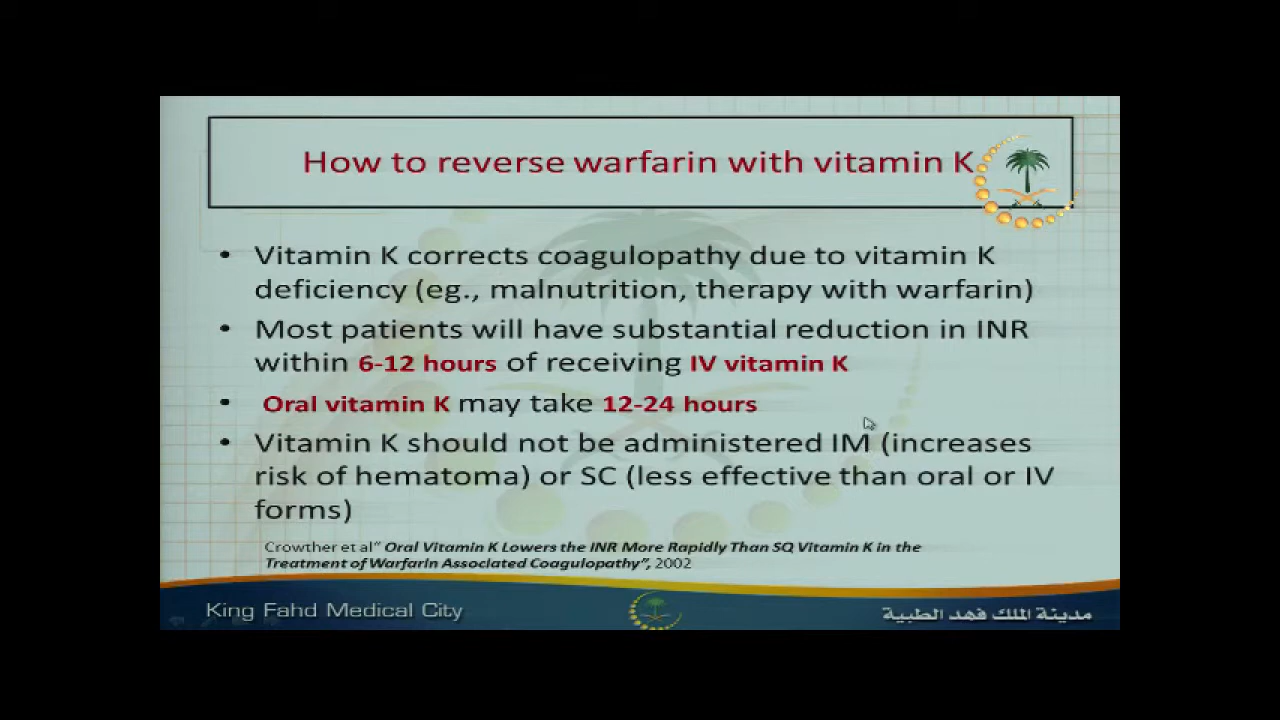 How to reverse warfarin with vitamin K
• Vitamin K corrects coagulopathy due to vitamin K
deficiency (eg., malnutrition, therapy with warfarin)
• Most patients will have substantial reduction in INR
within 6-12 hours of receiving IV vitamin K
• Oral vitamin K may take 12-24 hours
• Vitamin K should not be administered IM (increases
risk of hematoma) or SC (less effective than oral or IV
forms)
Crowther et al“ Oral Vitamin K Lowers the INR More Rapidly Than SQ Vitamin K in the
Treatment of Warfarin Associated Coagulopathy”, 2002
King Fahd Medical City
مدينة الملك فهد الطبية